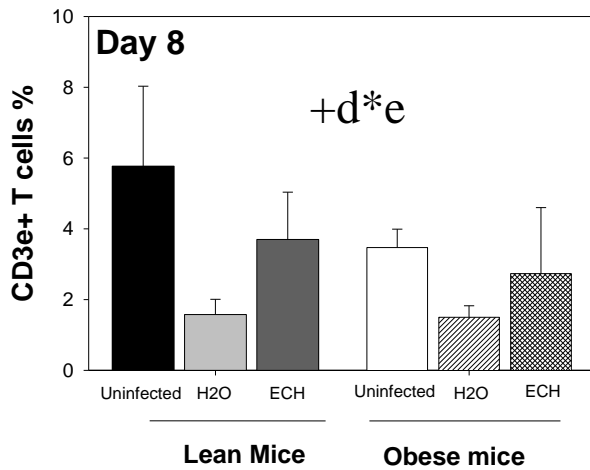 Day 8
+d*e
CD3e+ T cells %
10
8
6
4
2
0
Uninfected H2O ECH Uninfected H2O ECH
Lean Mice Obese mice